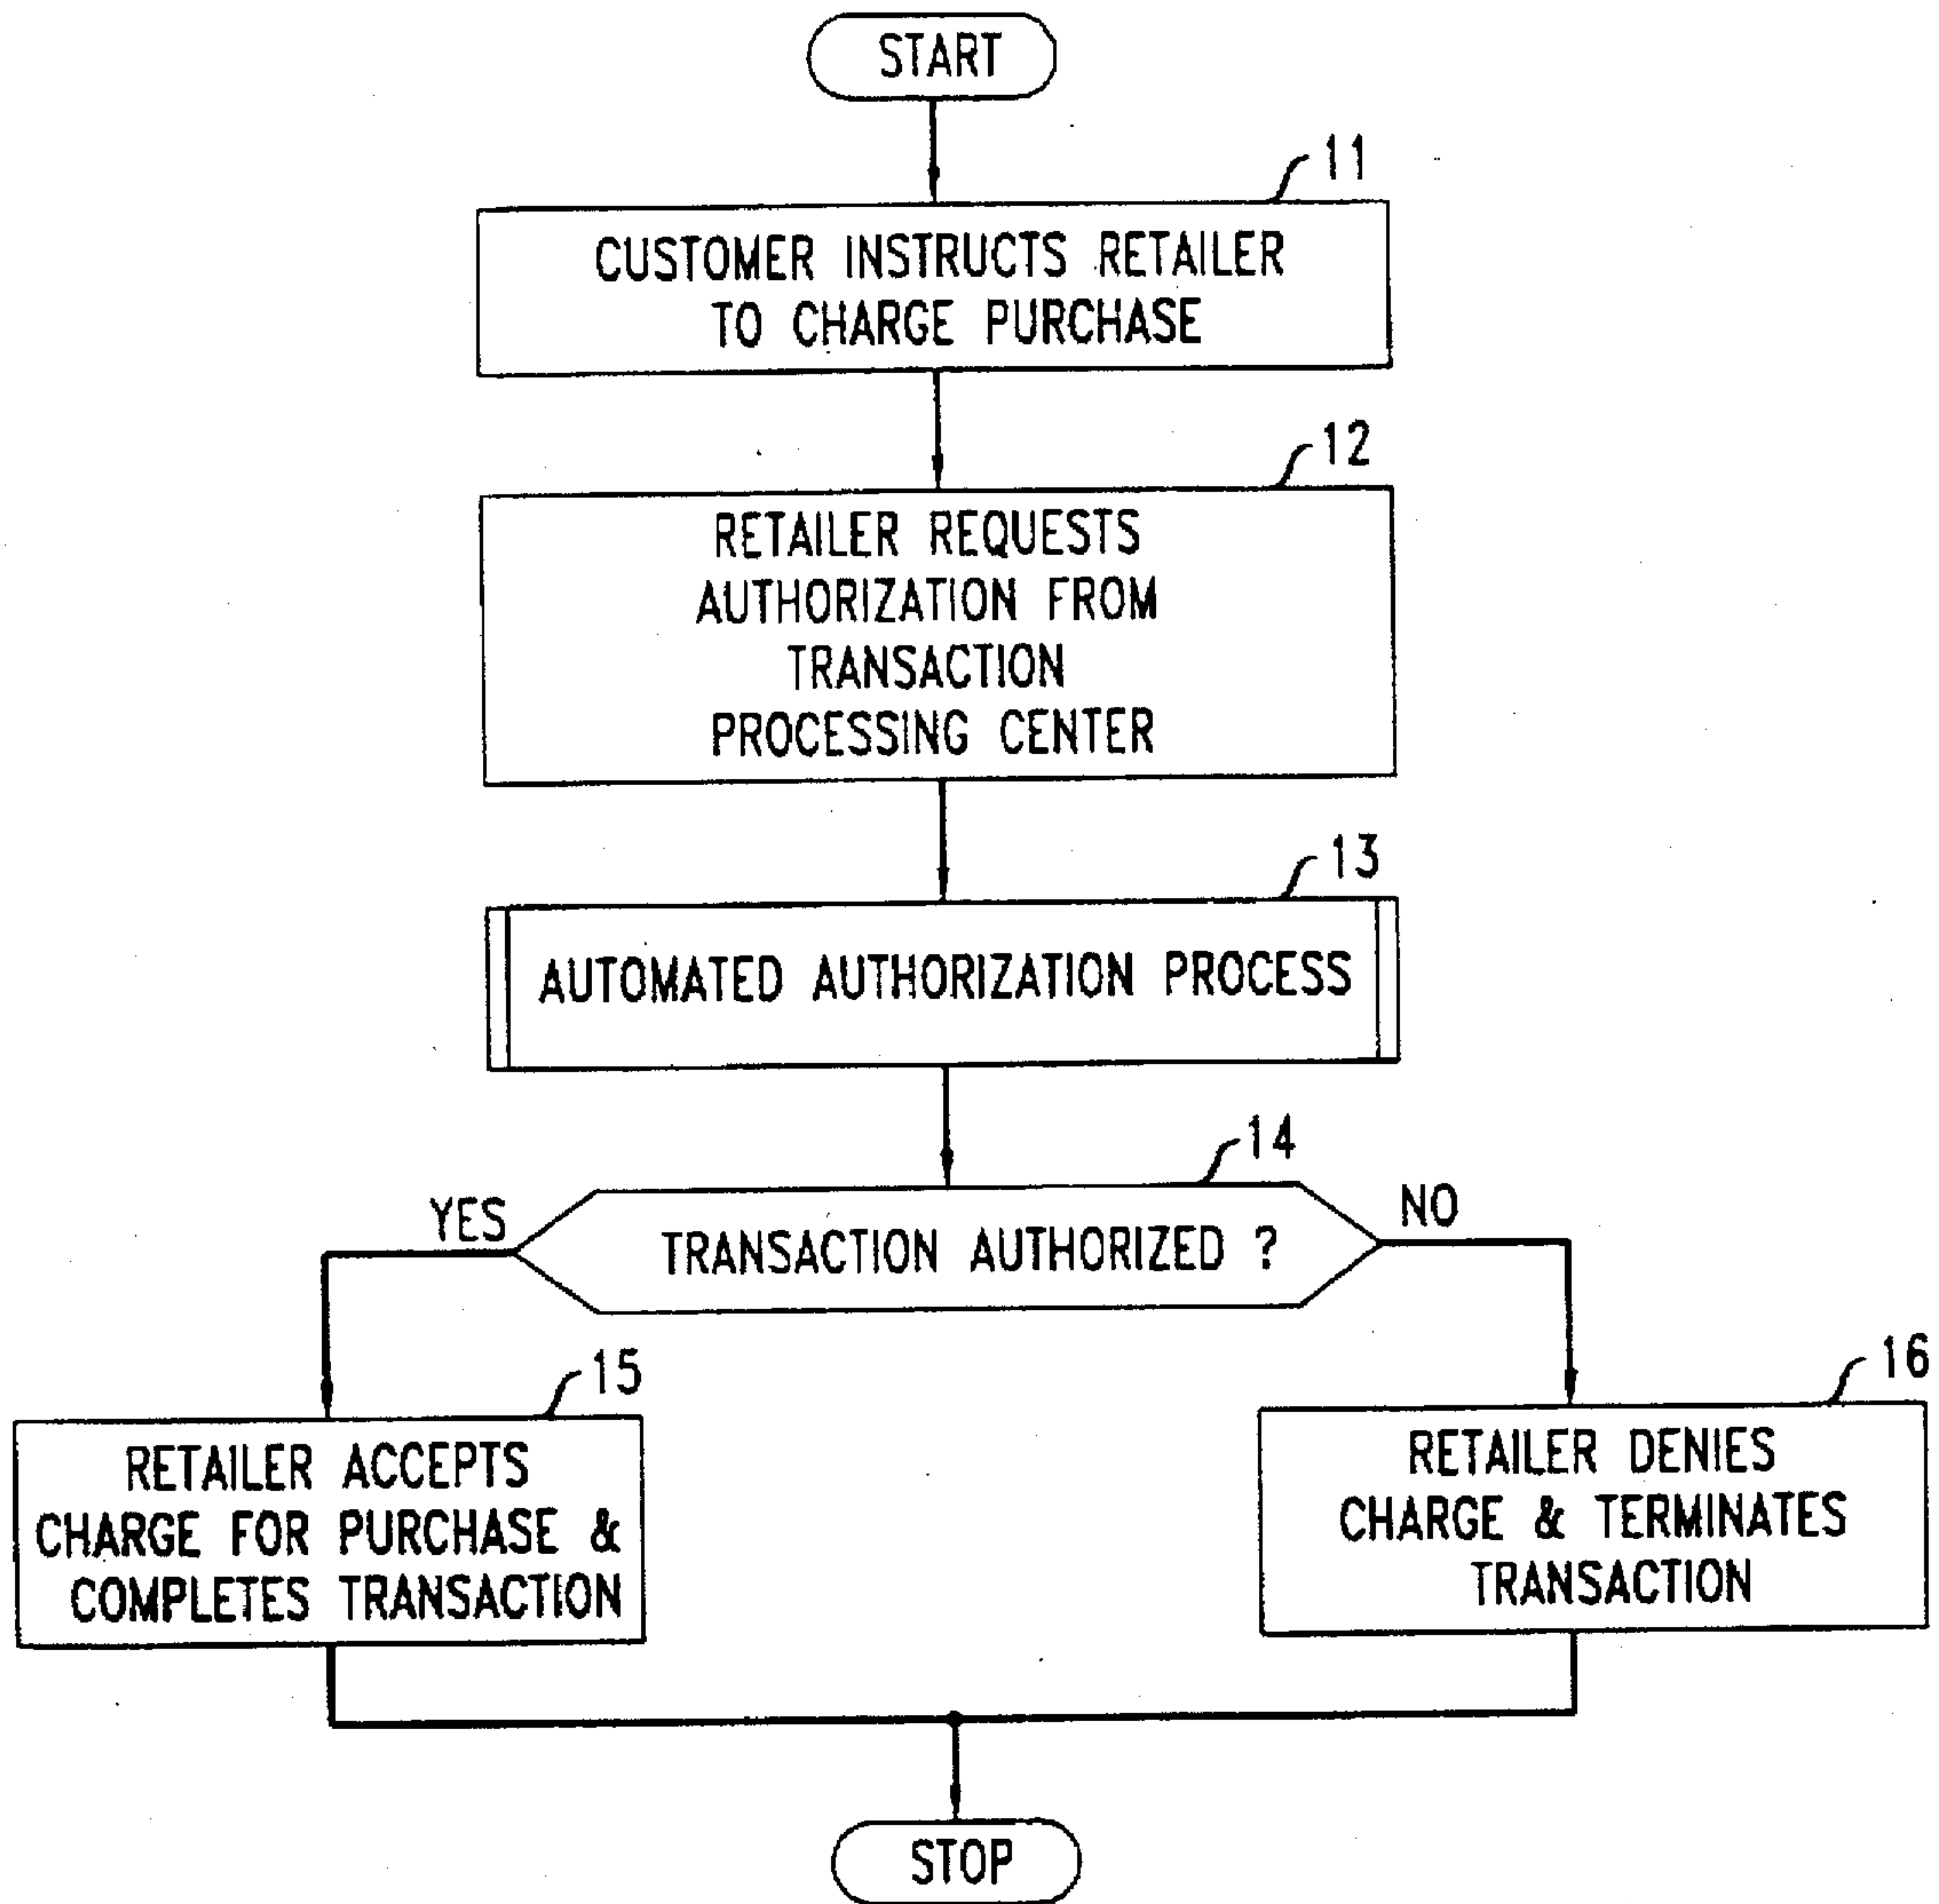 START
11
CUSTOMER INSTRUCTS RETAILER
TO CHARGE PURCHASE
12
RETAILER REQUESTS
AUTHORIZATION FROM
TRANSACTION
PROCESSING CENTER
13
AUTOMATED AUTHORIZATION PROCESS
14
YES
NO
TRANSACTION AUTHORIZED ?
15
RETAILER ACCEPTS
CHARGE FOR PURCHASE &
COMPLETES TRANSACTION
16
RETAILER DENIES
CHARGE & TERMINATES
TRANSACTION
STOP